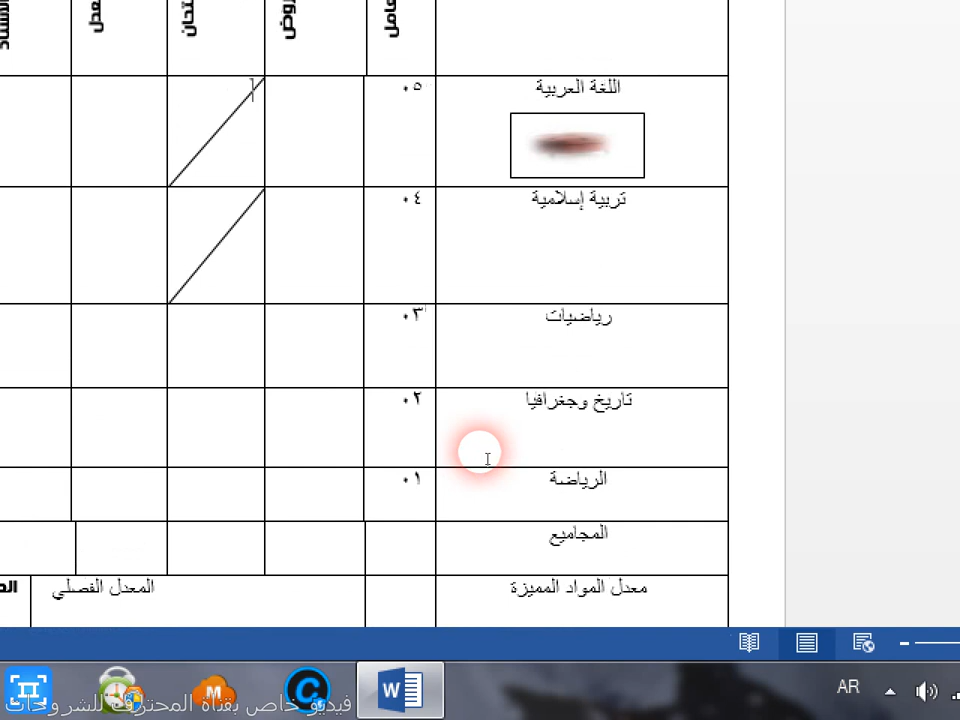 اللغة العربية ٠٥
تربية إسلامية ٠٤
رياضيات ٠٣
تاريخ وجغرافيا ٠٢
الرياضة ٠١
المجاميع
معدل المواد المميزة المعدل الفصلي
AR
فيديو خاص بقناة المحترف للشروحات